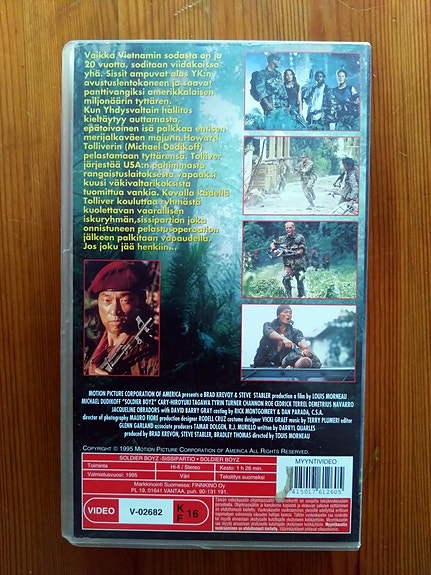 Vaikka Vietnamin sodasta on jo
20 vuotta, soditaan viidakoissa
yhä. Sissit ampuvat alas YK:n
avustuslentokoneen ja saavat
panttivangiksi amerikkalaisen
miljonäärin tyttären.
Kun Yhdysvaltain hallitus
kieltäytyy auttamasta,
epätoivoinen isä palkkaa entisen
merijalkaväen majurin, Howard
Tolliverin (Michael Dudikoff)
pelastamaan tyttärensä. Tolliver
järjestää USA:n pahimmasta
rangaistuslaitoksesta vapaaksi
kuusi väkivaltarikoksista
tuomittua vankia. Kovalla kädellä
Tolliver kouluttaa ryhmästä
kuolettavan vaarallisen
iskuryhmän, sissipartion joka
onnistuneen pelastusoperaation
jälkeen palkitaan vapaudella.
Jos joku jää henkiin...
MOTION PICTURE CORPORATION OF AMERICA presents a BRAD KREVOY & STEVE STABLER production a film by LOUIS MORNEAU
MICHAEL DUDIKOFF "SOLDIER BOYZ" CARY-HIROYUKI TAGAWA TYRIN TURNER CHANNON ROE CEDRICK TERREL DEMETRIUS NAVARRO
JACQUELINE OBRADORS with DAVID BARRY GRAY casting by RICK MONTGOMERY & DAN PARADA, C.S.A.
director of photography MAURO FIORE production designer RODEL CRUZ costume designer VICKI GRAEF music by TERRY PLUMERI editor
GLENN GARLAND associate producers TAMAR DOLGEN, R.J. MURILLO written by DARRYL QUARLES
produced by BRAD KREVOY, STEVE STABLER, BRADLEY THOMAS directed by LOUIS MORNEAU
COPYRIGHT © 1995 MOTION PICTURE CORPORATION OF AMERICA ALL RIGHTS RESERVED.
SOLDIER BOYZ -SISSIPARTIO • SOLDIER BOYZ
Toiminta Hi-fi / Stereo Kesto: 1 h 26 min.
Valmistusvuosi: 1995 Väri Tekstitys suomeksi
Markkinointi Suomessa: FINNKINO Oy
PL 19, 01641 VANTAA, puh. 90-131 191.
MYYNTIVIDEO
415017 612605
VIDEO V-02682 K F 16